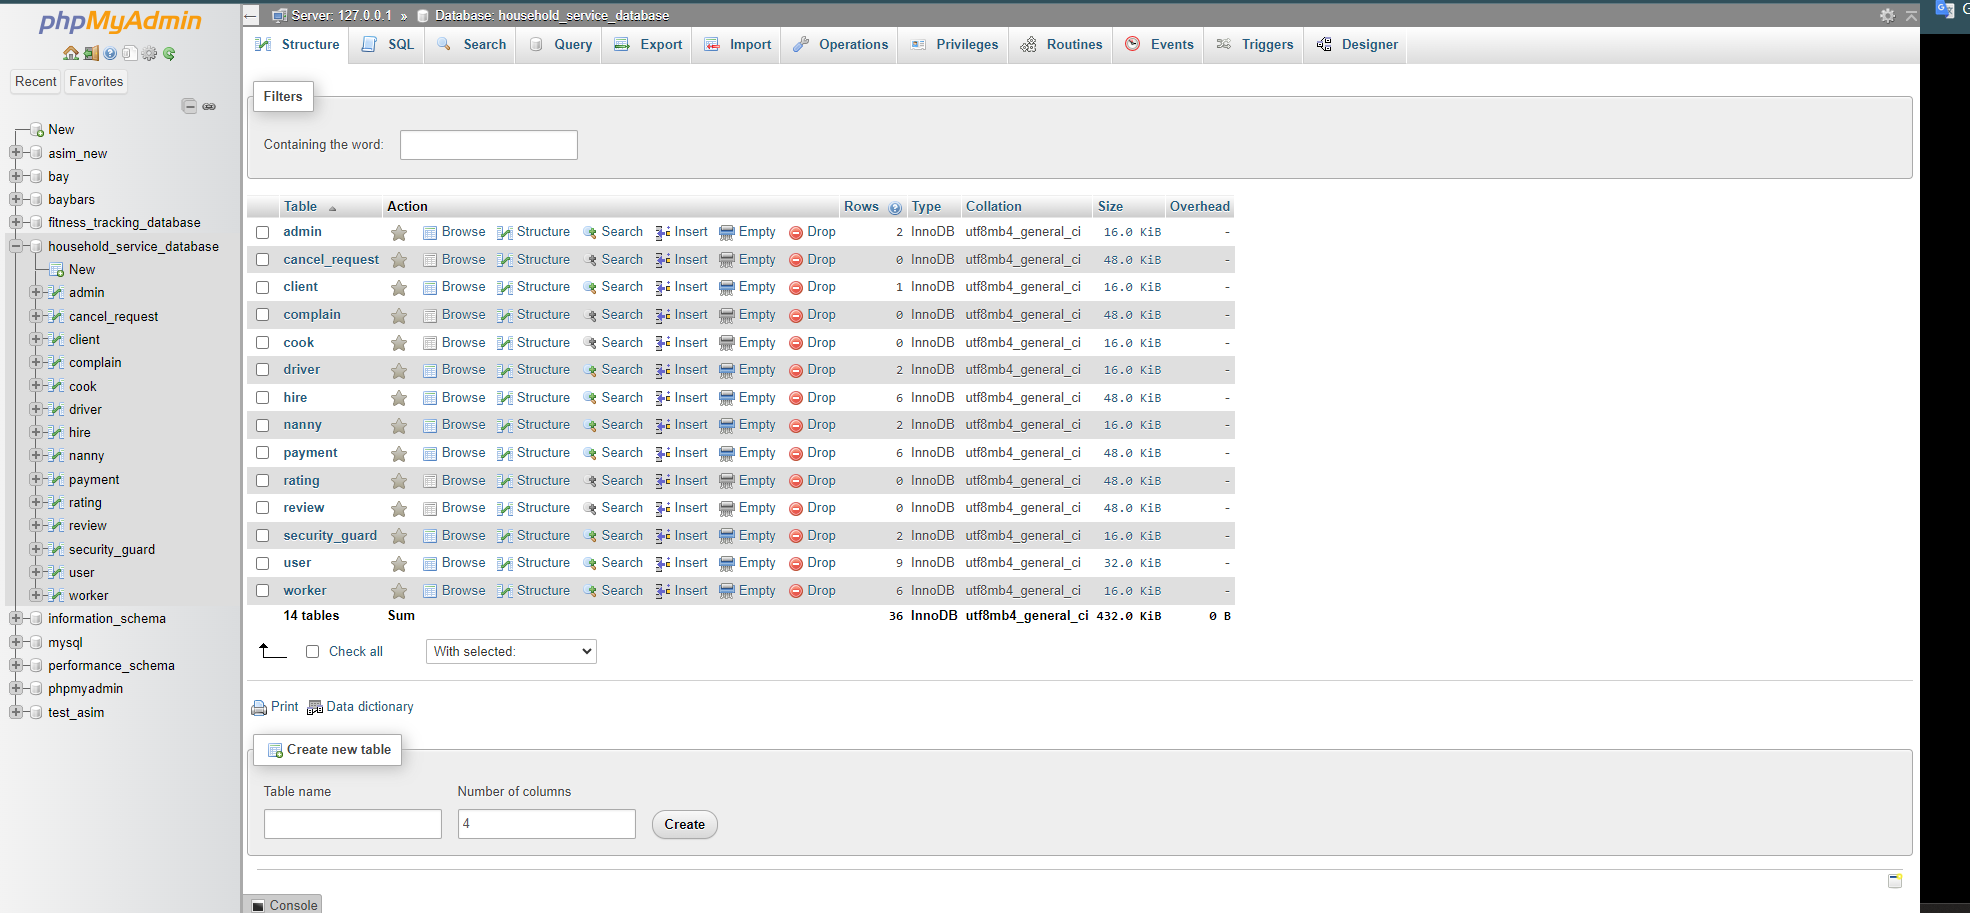 phpMyAdmin
Recent Favorites
New
asim_new
bay
baybars
fitness_tracking_database
household_service_database
New
admin
cancel_request
client
complain
cook
driver
hire
nanny
payment
rating
review
security_guard
user
worker
information_schema
mysql
performance_schema
phpmyadmin
test_asim
Server: 127.0.0.1 » Database: household_service_database
Structure SQL Search Query Export Import Operations Privileges Routines Events Triggers Designer
Filters
Containing the word:
Table Action Rows Type Collation Size Overhead
admin Browse Structure Search Insert Empty Drop 2 InnoDB utf8mb4_general_ci 16.0 KiB -
cancel_request Browse Structure Search Insert Empty Drop 0 InnoDB utf8mb4_general_ci 48.0 KiB -
client Browse Structure Search Insert Empty Drop 1 InnoDB utf8mb4_general_ci 16.0 KiB -
complain Browse Structure Search Insert Empty Drop 0 InnoDB utf8mb4_general_ci 48.0 KiB -
cook Browse Structure Search Insert Empty Drop 0 InnoDB utf8mb4_general_ci 16.0 KiB -
driver Browse Structure Search Insert Empty Drop 2 InnoDB utf8mb4_general_ci 16.0 KiB -
hire Browse Structure Search Insert Empty Drop 6 InnoDB utf8mb4_general_ci 48.0 KiB -
nanny Browse Structure Search Insert Empty Drop 2 InnoDB utf8mb4_general_ci 16.0 KiB -
payment Browse Structure Search Insert Empty Drop 6 InnoDB utf8mb4_general_ci 48.0 KiB -
rating Browse Structure Search Insert Empty Drop 0 InnoDB utf8mb4_general_ci 48.0 KiB -
review Browse Structure Search Insert Empty Drop 0 InnoDB utf8mb4_general_ci 48.0 KiB -
security_guard Browse Structure Search Insert Empty Drop 2 InnoDB utf8mb4_general_ci 16.0 KiB -
user Browse Structure Search Insert Empty Drop 9 InnoDB utf8mb4_general_ci 32.0 KiB -
worker Browse Structure Search Insert Empty Drop 6 InnoDB utf8mb4_general_ci 16.0 KiB -
14 tables Sum 36 InnoDB utf8mb4_general_ci 432.0 KiB 0 B
Check all With selected:
Print Data dictionary
Create new table
Table name Number of columns
4 Create
Console